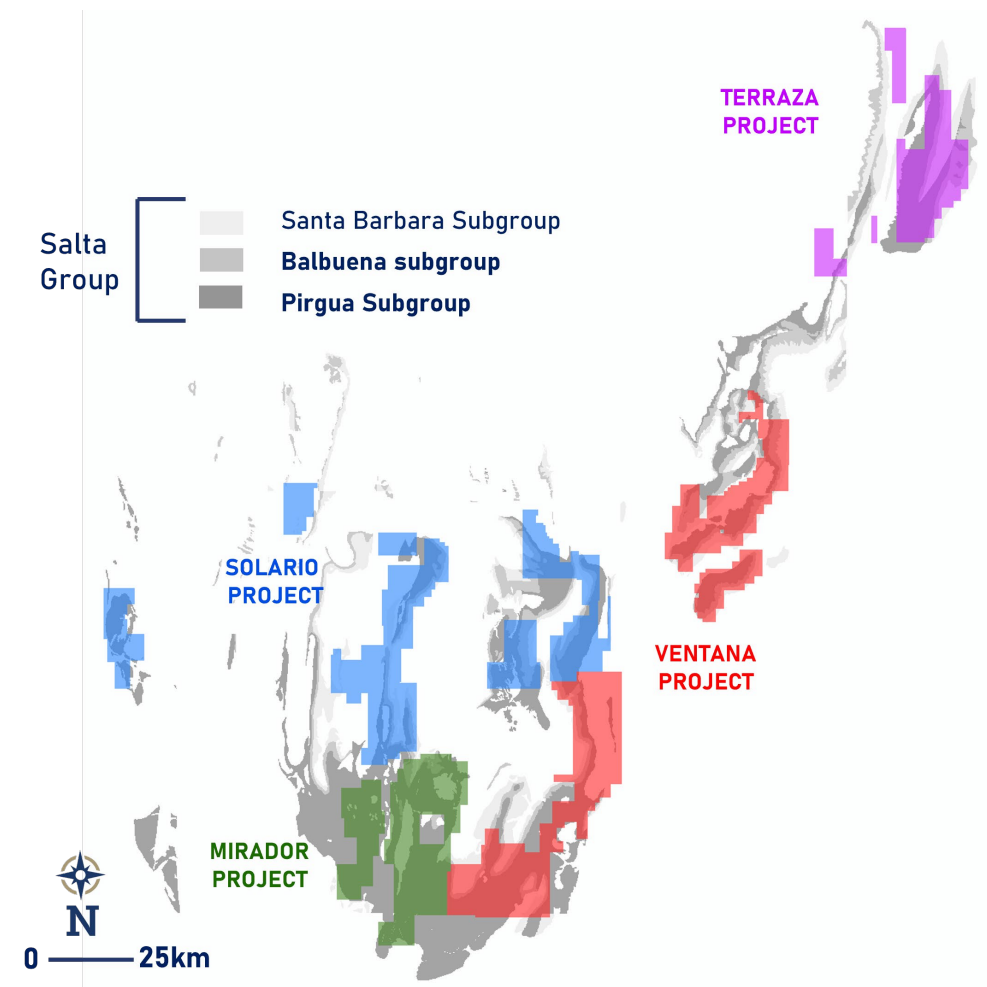 TERRAZA
PROJECT
Salta
Group
Santa Barbara Subgroup
Balbuena subgroup
Pirgua Subgroup
SOLARIO
PROJECT
VENTANA
PROJECT
MIRADOR
PROJECT
N
0 25km